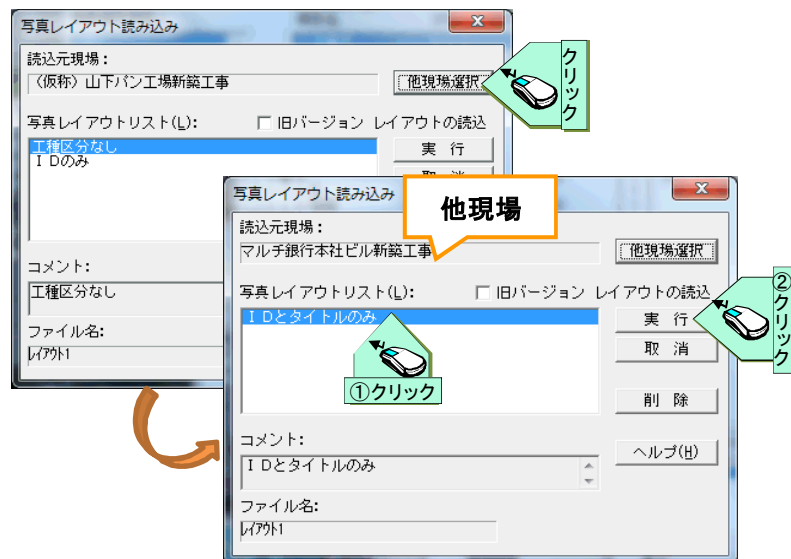 写真レイアウト読み込み
読込元現場：
（仮称）山下パン工場新築工事
他現場選択
クリック
写真レイアウトリスト(L)：
旧バージョン レイアウトの読込
工種区分なし
ＩＤのみ
実 行
コメント：
工種区分なし
ファイル名：
ﾚｲｱｳﾄ1
写真レイアウト読み込み
他現場
読込元現場：
マルチ銀行本社ビル新築工事
他現場選択
写真レイアウトリスト(L)：
旧バージョン レイアウトの読込
ＩＤとタイトルのみ
①クリック
実 行
②クリック
取 消
削 除
コメント：
ＩＤとタイトルのみ
ヘルプ(H)
ファイル名：
ﾚｲｱｳﾄ1